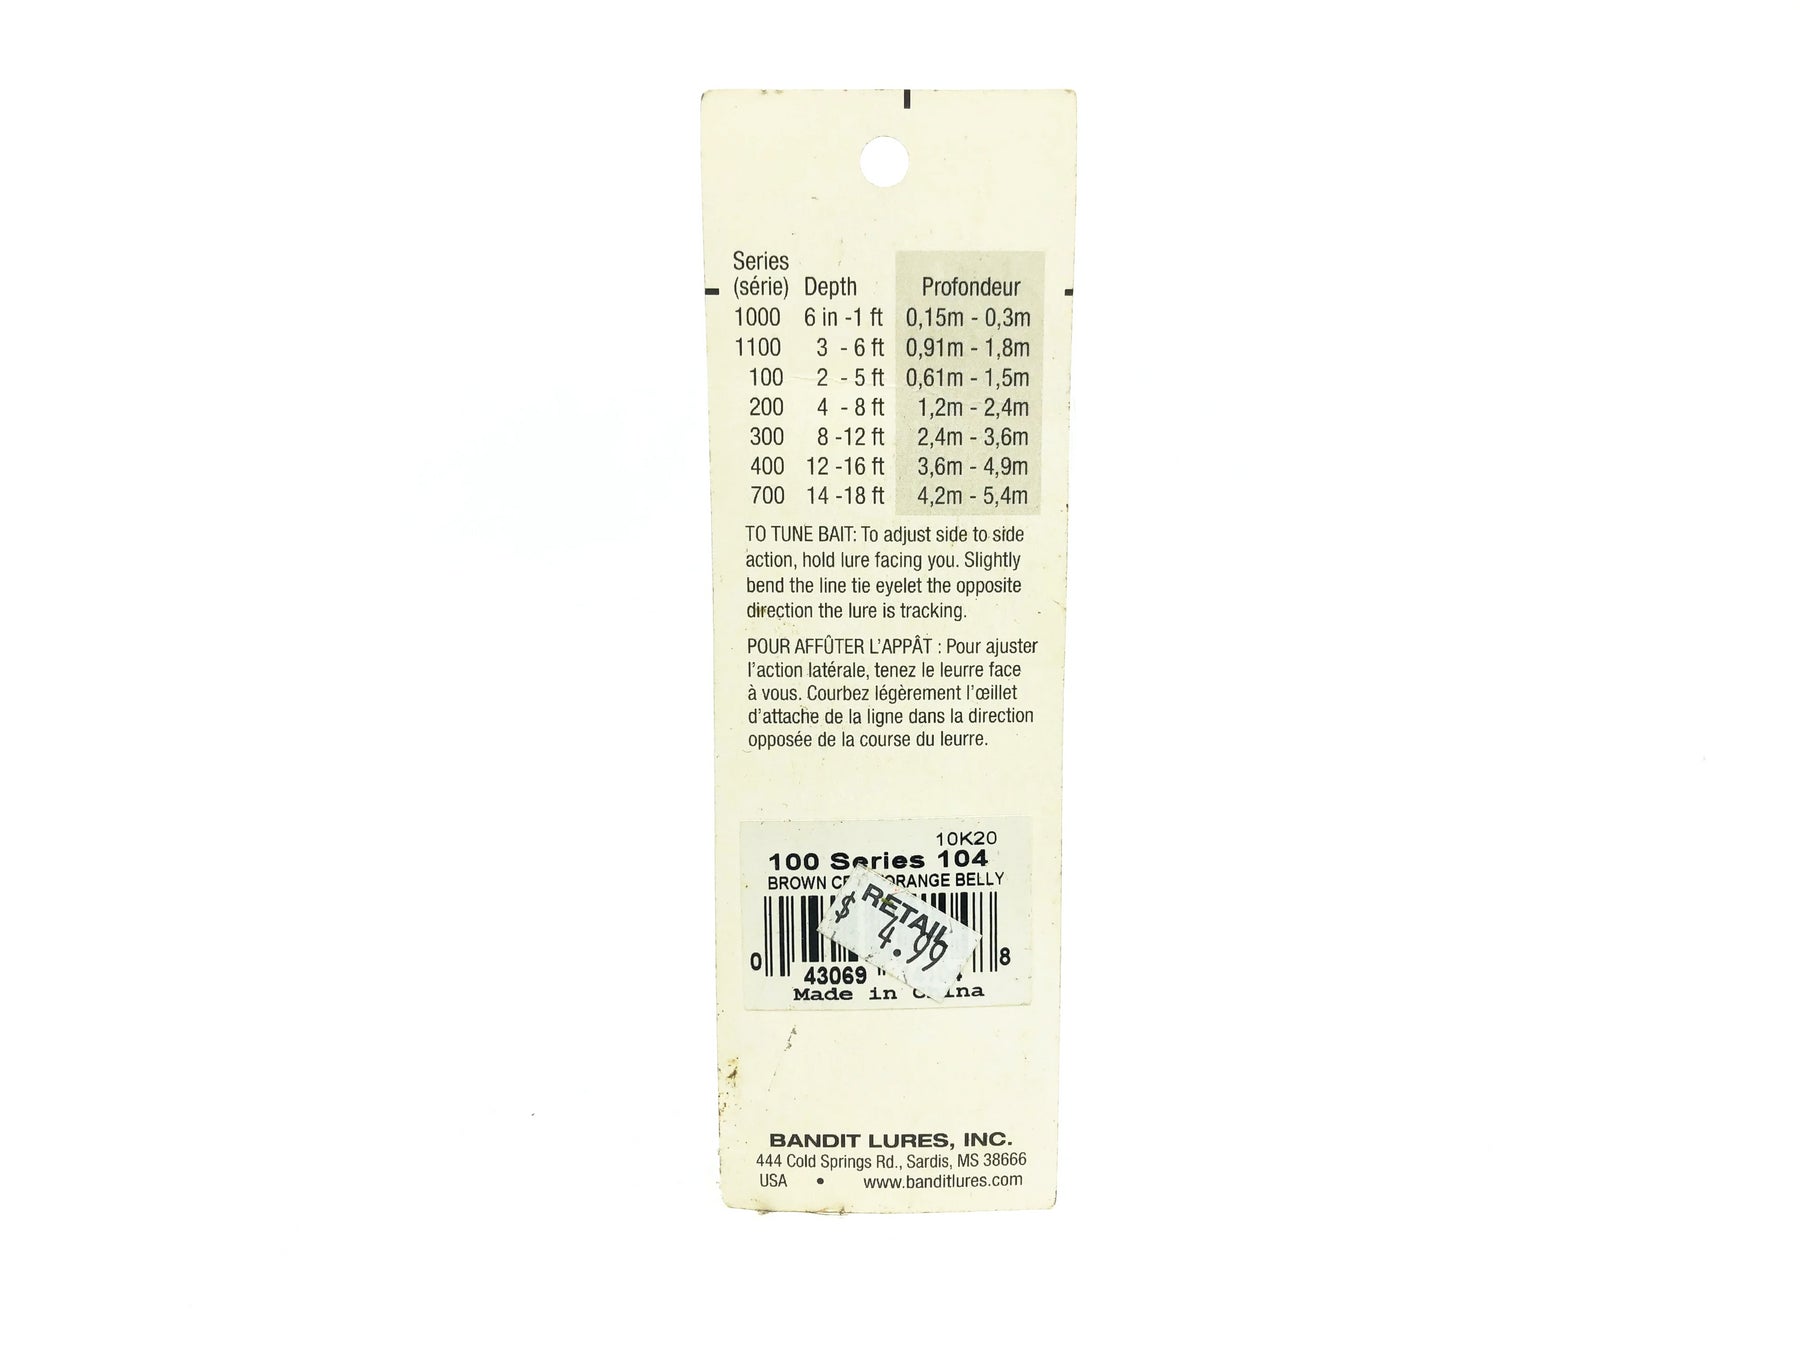 Series
(série) Depth Profondeur
1000 6 in -1 ft 0,15m - 0,3m
1100 3 - 6 ft 0,91m - 1,8m
100 2 - 5 ft 0,61m - 1,5m
200 4 - 8 ft 1,2m - 2,4m
300 8 -12 ft 2,4m - 3,6m
400 12 -16 ft 3,6m - 4,9m
700 14 -18 ft 4,2m - 5,4m
TO TUNE BAIT: To adjust side to side
action, hold lure facing you. Slightly
bend the line tie eyelet the opposite
direction the lure is tracking.
POUR AFFÛTER L'APPÂT : Pour ajuster
l'action latérale, tenez le leurre face
à vous. Courbez légèrement l'œillet
d'attache de la ligne dans la direction
opposée de la course du leurre.
10K20
100 Series 104
BROWN ORANGE BELLY
RETAIL
$ 4.99
0 43069 8
Made in China
BANDIT LURES, INC.
444 Cold Springs Rd., Sardis, MS 38666
USA • www.banditlures.com